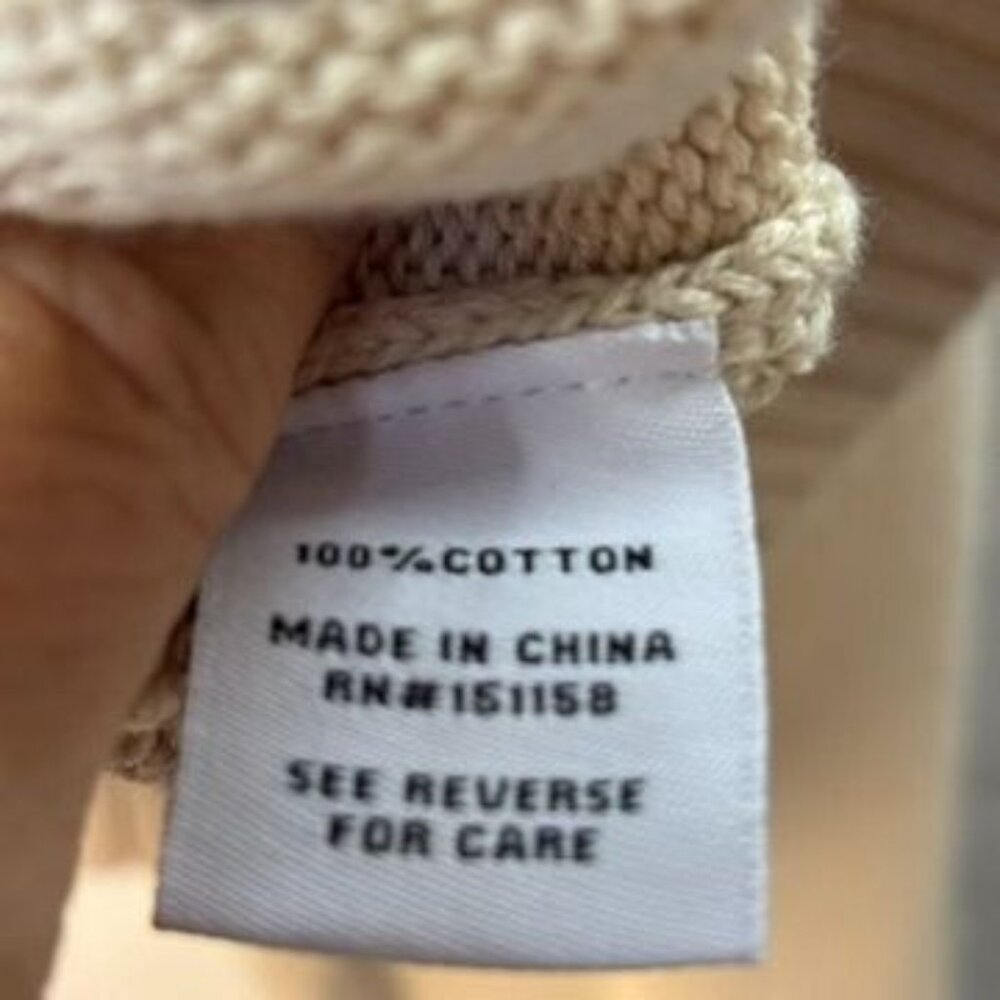 100%COTTON
MADE IN CHINA
RN#151158
SEE REVERSE
FOR CARE